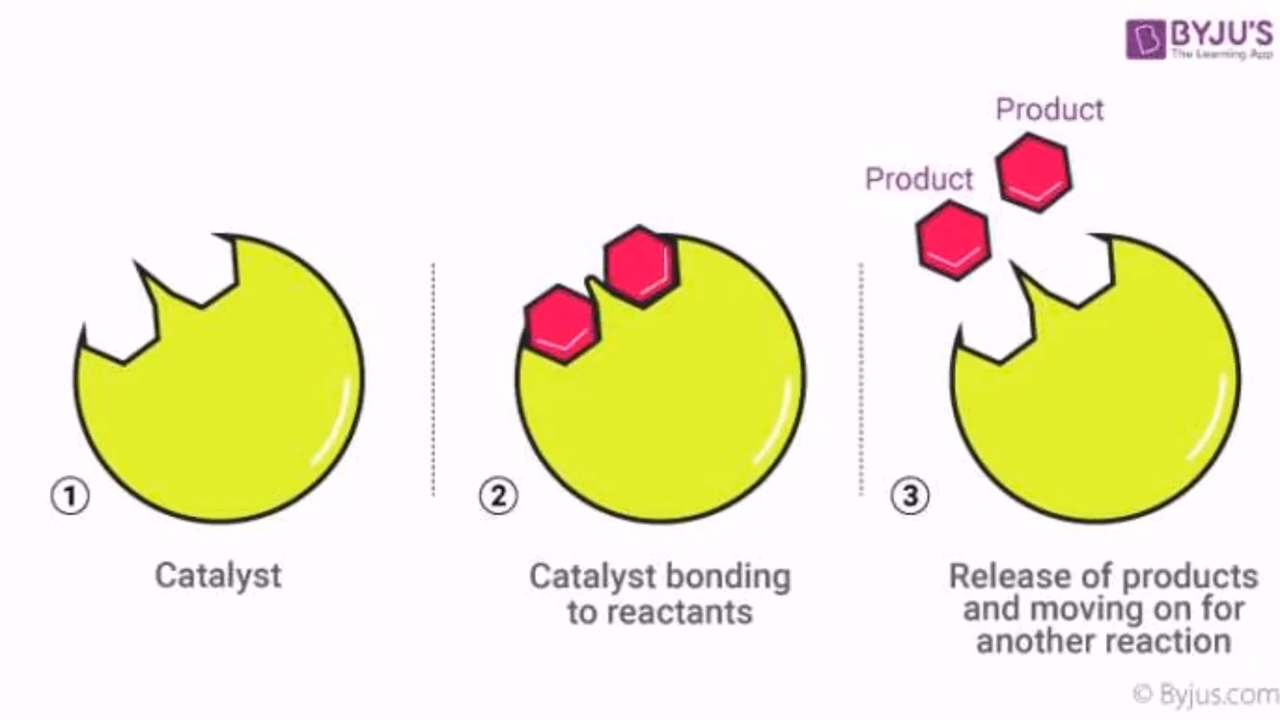 BYJU'S
The Learning App
Product
Product
1
Catalyst
2
Catalyst bonding
to reactants
3
Release of products
and moving on for
another reaction
© Byjus.com